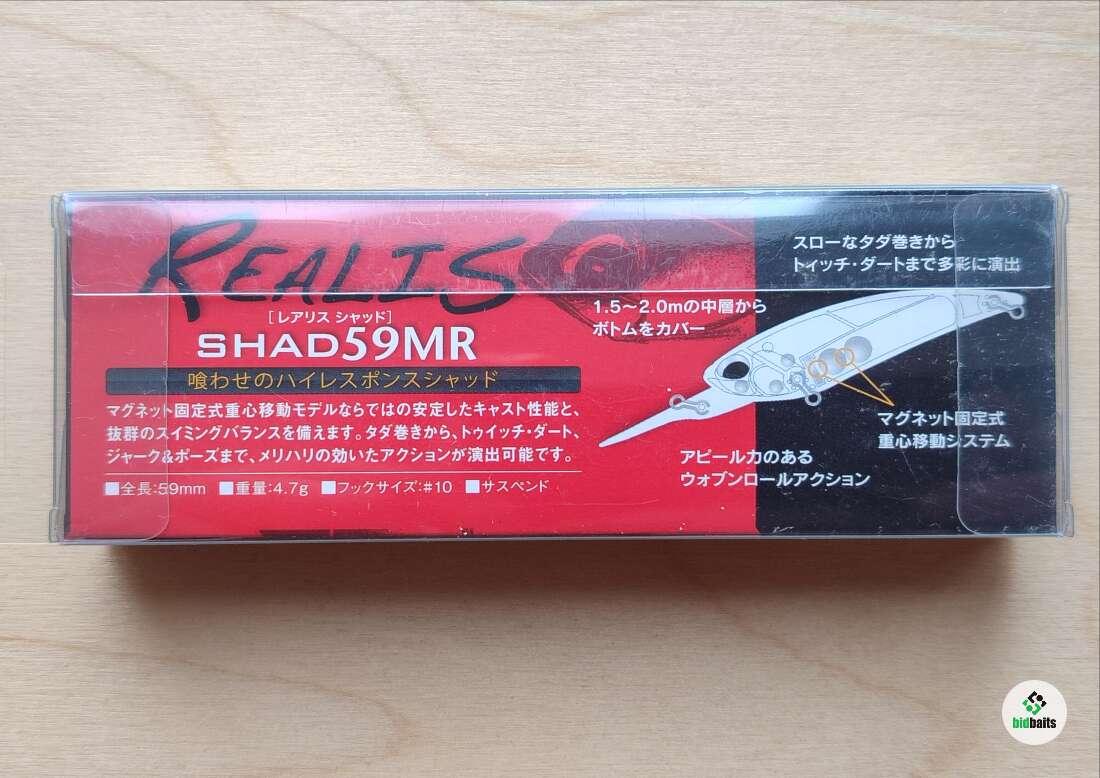 REALIS
[レアリス シャッド]
SHAD59MR
喰わせのハイレスポンスシャッド
マグネット固定式重心移動モデルならではの安定したキャスト性能と、
抜群のスイミングバランスを備えます。タダ巻きから、トゥイッチ・ダート、
ジャーク&ポーズまで、メリハリの効いたアクションが演出可能です。
■全長:59mm ■重量:4.7g ■フックサイズ:#10 ■サスペンド
スローなタダ巻きから
トィッチ・ダートまで多彩に演出
1.5〜2.0mの中層から
ボトムをカバー
マグネット固定式
重心移動システム
アピール力のある
ウォブンロールアクション
bidbaits